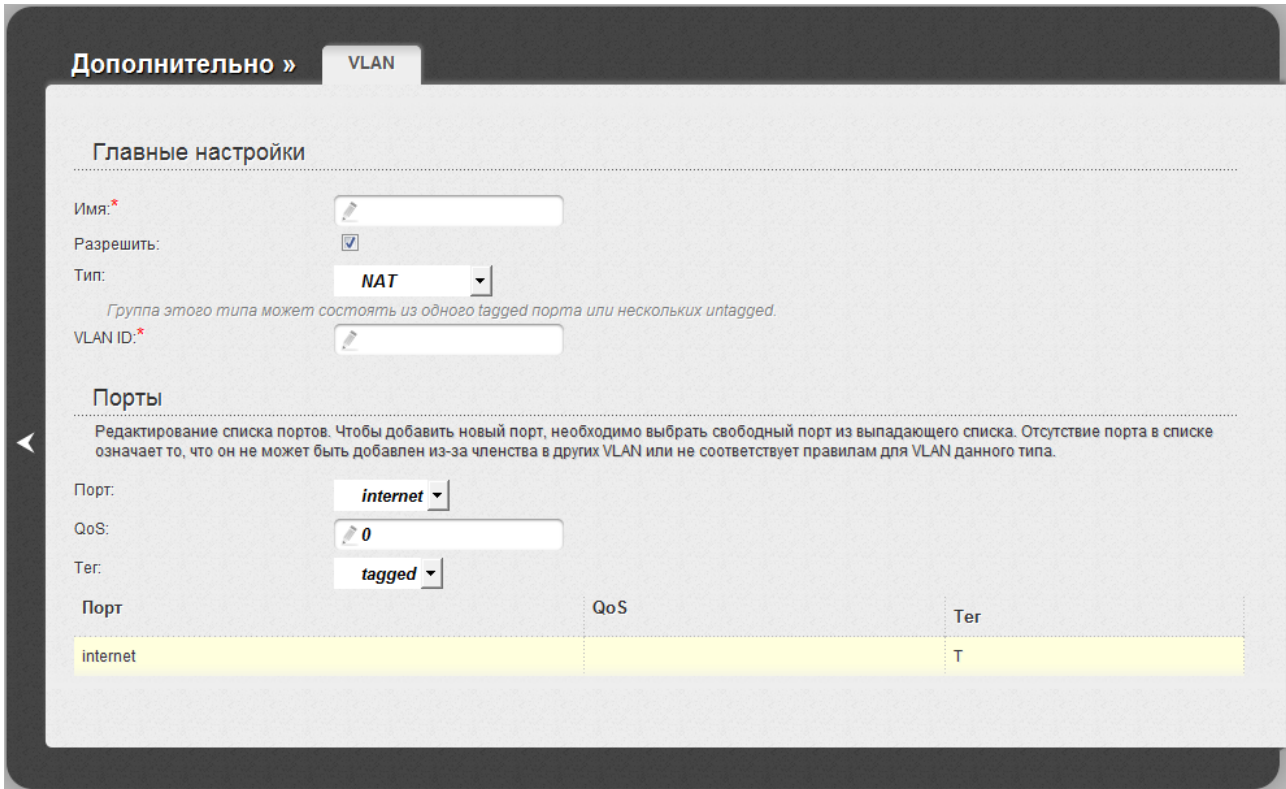 Дополнительно »
VLAN
Главные настройки
Имя:*
Разрешить:
Тип:
NAT
Группа этого типа может состоять из одного tagged порта или нескольких untagged.
VLAN ID:*
Порты
Редактирование списка портов. Чтобы добавить новый порт, необходимо выбрать свободный порт из выпадающего списка. Отсутствие порта в списке
означает то, что он не может быть добавлен из-за членства в других VLAN или не соответствует правилам для VLAN данного типа.
Порт:
internet
QoS:
0
Тег:
tagged
Порт QoS Тег
internet T